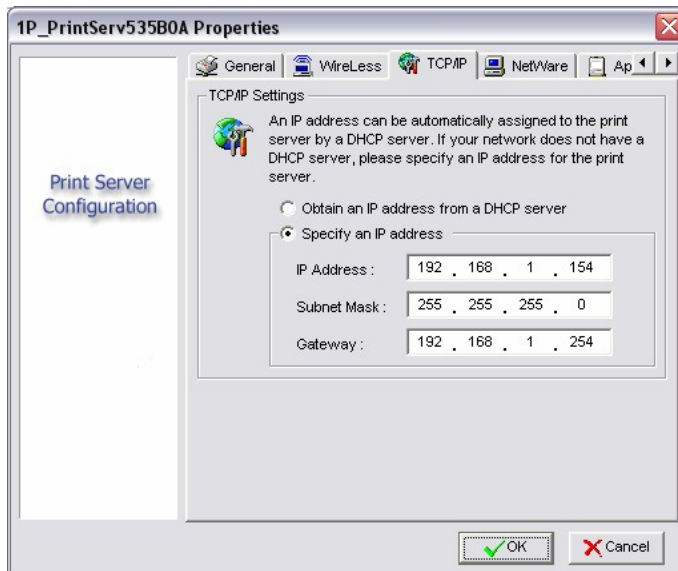 1P_PrintServ535B0A Properties
General WireLess TCP/IP NetWare Ap
Print Server
Configuration
TCP/IP Settings
An IP address can be automatically assigned to the print
server by a DHCP server. If your network does not have a
DHCP server, please specify an IP address for the print
server.
Obtain an IP address from a DHCP server
Specify an IP address
IP Address : 192 . 168 . 1 . 154
Subnet Mask : 255 . 255 . 255 . 0
Gateway : 192 . 168 . 1 . 254
OK Cancel